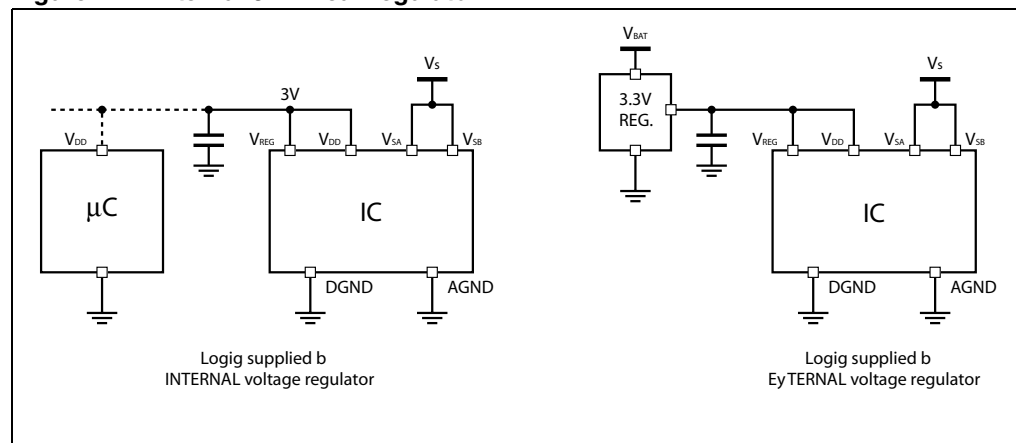 3V
Vs
VDD
VREG
VDD
VSA
VSB
μC
IC
DGND
AGND
Logig supplied b
INTERNAL voltage regulator
VBAT
3.3V
REG.
Vs
VREG
VDD
VSA
VSB
IC
DGND
AGND
Logig supplied b
EyTERNAL voltage regulator